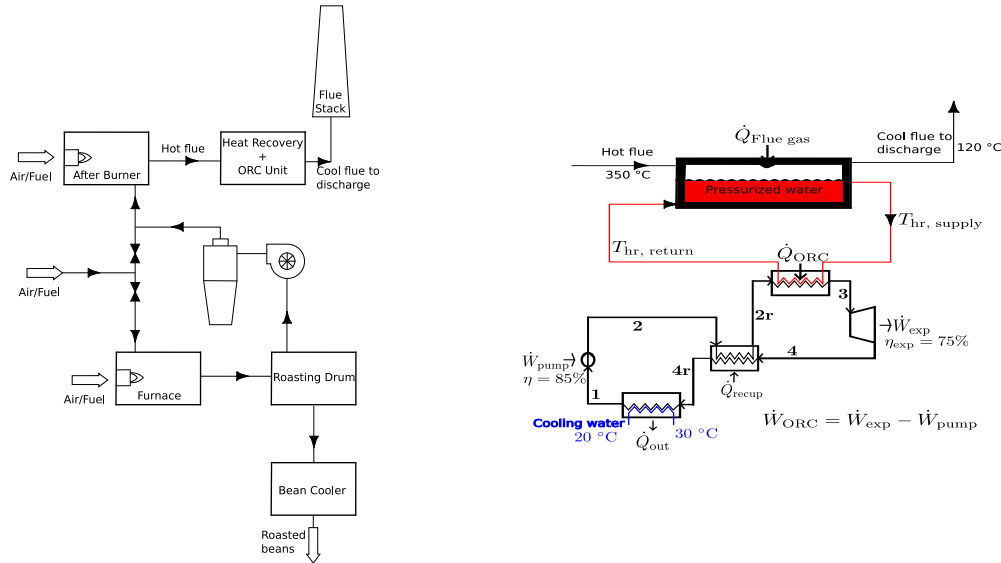 Flue
Stack
Hot flue
Heat Recovery
+
ORC Unit
After Burner
Air/Fuel
Cool flue to
discharge
Air/Fuel
Air/Fuel
Furnace
Roasting Drum
Bean Cooler
Roasted
beans
Q̇Flue gas
Hot flue
350 °C
Cool flue to
discharge
120 °C
Pressurized water
Thr, supply
Thr, return
Q̇ORC
3
2r
2
Ẇexp
ηexp = 75%
4
Ẇpump
η = 85%
4r
Q̇recup
1
Cooling water
20 °C
30 °C
Q̇out
ẆORC = Ẇexp − Ẇpump